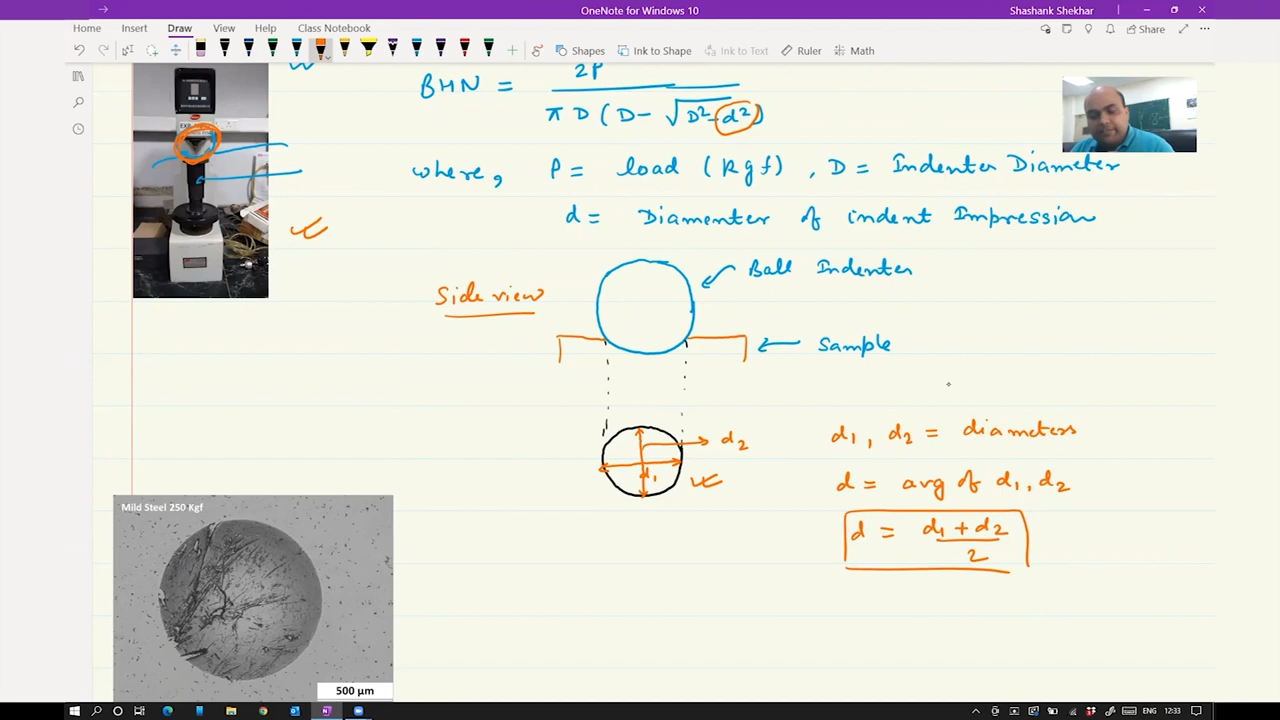 OneNote for Windows 10
Shashank Shekhar
Home Insert Draw View Help Class Notebook
Share
Shapes Ink to Shape Ink to Text Ruler Math
BHN = 2P
π D ( D - √D² - d² )
where, P = load (kgf) , D = Indenter Diameter
d = Diamenter of indent Impression
Ball Indenter
Side view
Sample
d2
d1
d1, d2 = diameters
d = avg of d1, d2
d = d1 + d2
2
Mild Steel 250 Kgf
500 µm
ENG 12:33